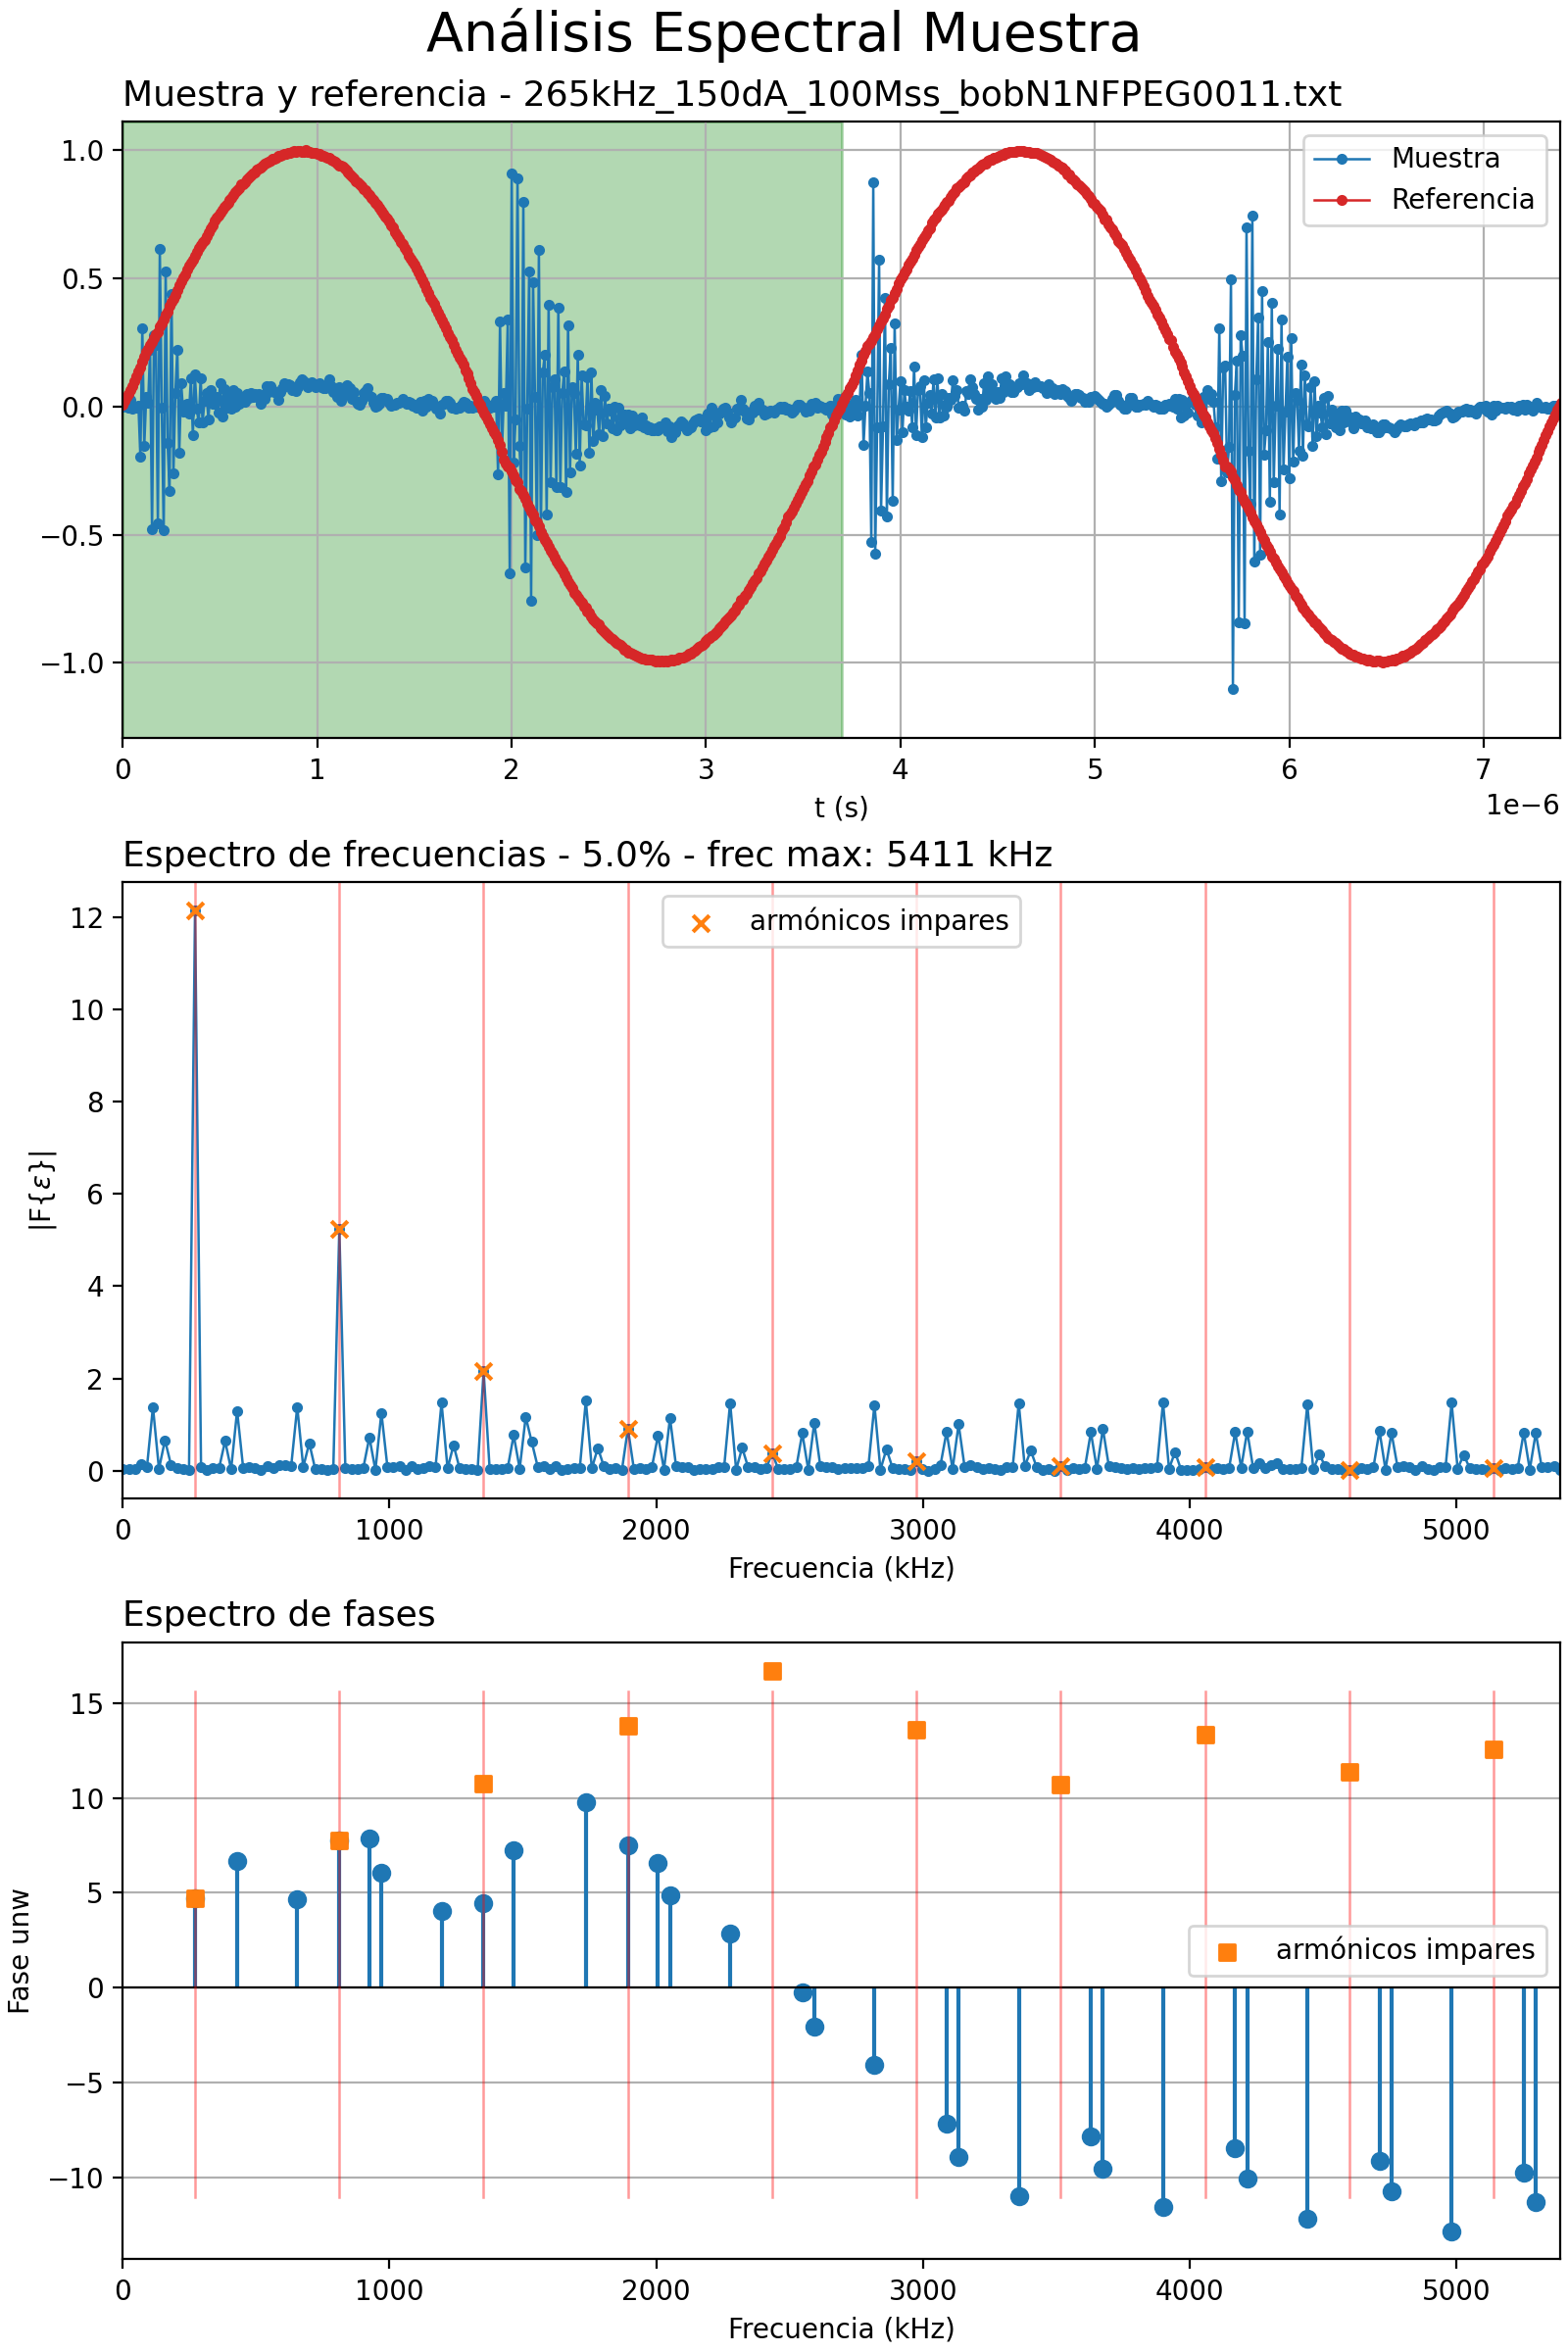 Análisis Espectral Muestra
Muestra y referencia - 265kHz_150dA_100Mss_bobN1NFPEG0011.txt
1.0
0.5
0.0
−0.5
−1.0
Muestra
Referencia
0 1 2 3 4 5 6 7
1e−6
t (s)
Espectro de frecuencias - 5.0% - frec max: 5411 kHz
|F{ε}|
12
10
8
6
4
2
0
armónicos impares
0 1000 2000 3000 4000 5000
Frecuencia (kHz)
Espectro de fases
Fase unw
15
10
5
0
−5
−10
armónicos impares
0 1000 2000 3000 4000 5000
Frecuencia (kHz)